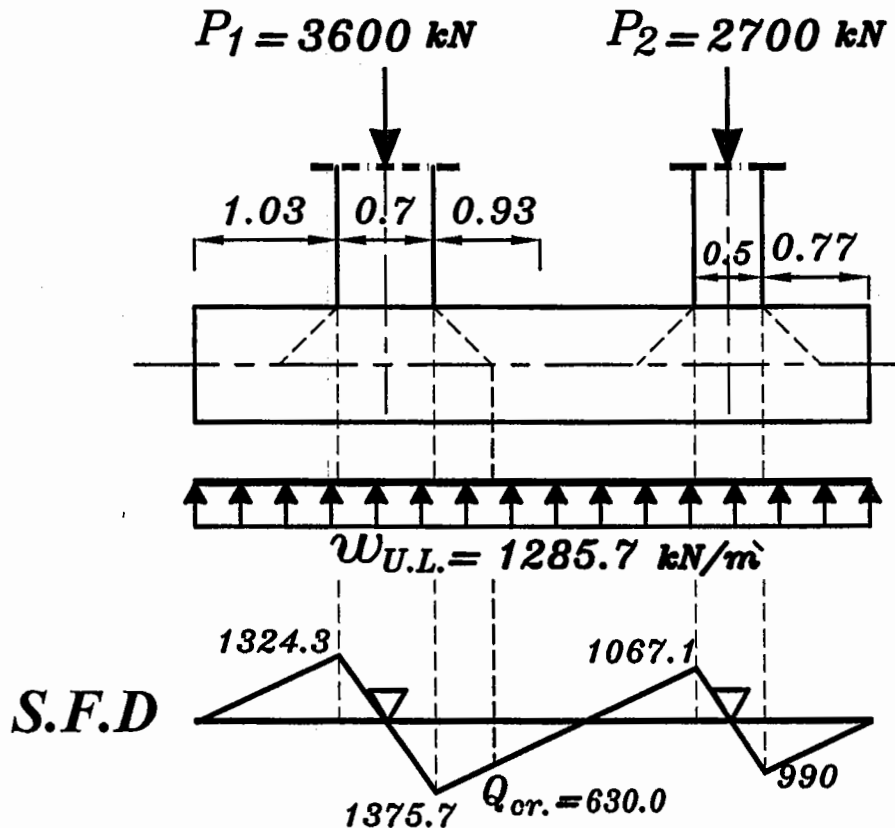 P1 = 3600 kN
P2 = 2700 kN
1.03
0.7
0.93
0.5
0.77
wU.L. = 1285.7 kN/m̀
1324.3
1067.1
S.F.D
1375.7
Qcr. = 630.0
990